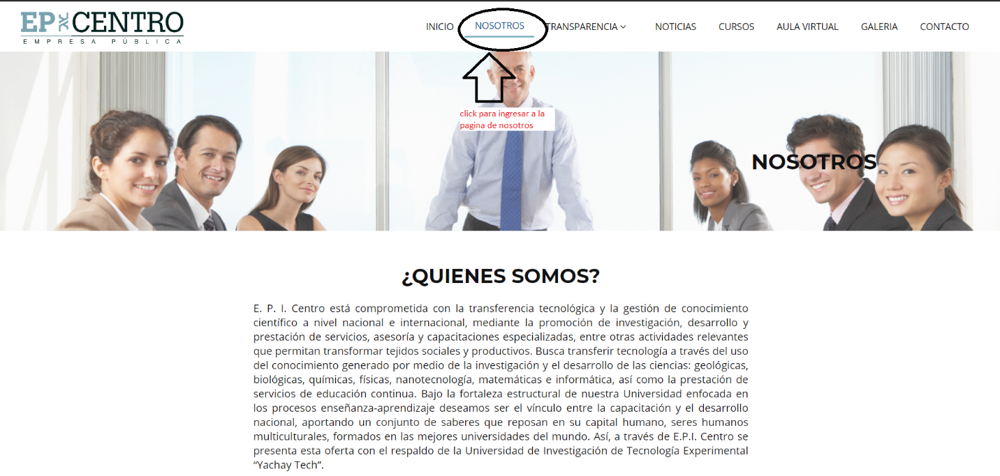 EP CENTRO
EMPRESA PÚBLICA
INICIO NOSOTROS TRANSPARENCIA NOTICIAS CURSOS AULA VIRTUAL GALERIA CONTACTO
click para ingresar a la
pagina de nosotros
NOSOTROS
¿QUIENES SOMOS?
E. P. I. Centro está comprometida con la transferencia tecnológica y la gestión de conocimiento
científico a nivel nacional e internacional, mediante la promoción de investigación, desarrollo y
prestación de servicios, asesoría y capacitaciones especializadas, entre otras actividades relevantes
que permitan transformar tejidos sociales y productivos. Busca transferir tecnología a través del uso
del conocimiento generado por medio de la investigación y el desarrollo de las ciencias: geológicas,
biológicas, químicas, físicas, nanotecnología, matemáticas e informática, así como la prestación de
servicios de educación continua. Bajo la fortaleza estructural de nuestra Universidad enfocada en
los procesos enseñanza-aprendizaje deseamos ser el vínculo entre la capacitación y el desarrollo
nacional, aportando un conjunto de saberes que reposan en su capital humano, seres humanos
multiculturales, formados en las mejores universidades del mundo. Así, a través de E.P.I. Centro se
presenta esta oferta con el respaldo de la Universidad de Investigación de Tecnología Experimental
“Yachay Tech”.